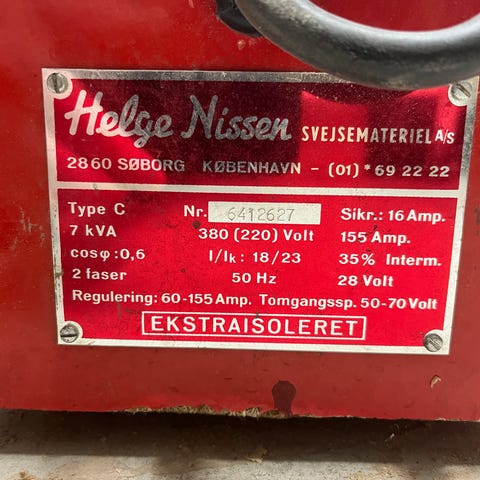 Helge Nissen SVEJSEMATERIEL A/S
2860 SØBORG KØBENHAVN - (01) * 69 22 22
Type C Nr. 6412627 Sikr.: 16 Amp.
7 kVA 380 (220) Volt 155 Amp.
cosφ:0,6 I/Ik: 18/23 35% Interm.
2 faser 50 Hz 28 Volt
Regulering: 60-155 Amp. Tomgangssp. 50-70 Volt
EKSTRAISOLERET